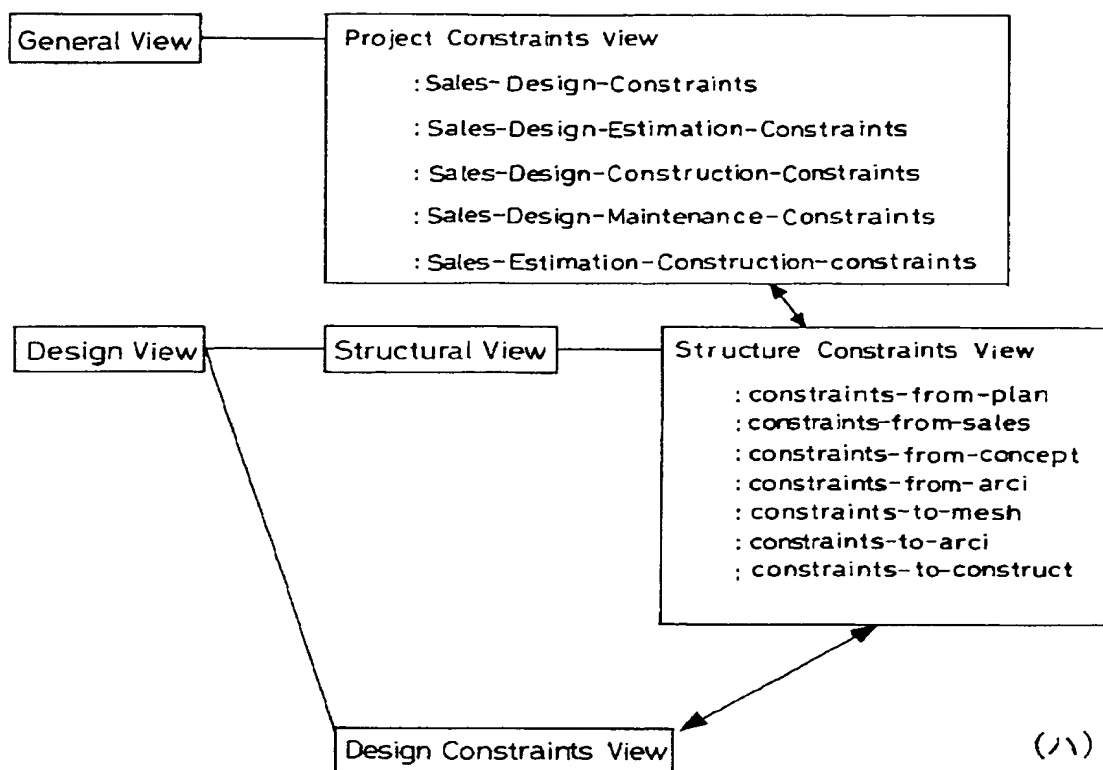 General View
Project Constraints View
:Sales-Design-Constraints
:Sales-Design-Estimation-Constraints
:Sales-Design-Construction-Constraints
:Sales-Design-Maintenance-Constraints
:Sales-Estimation-Construction-constraints
Design View
Structural View
Structure Constraints View
:constraints-from-plan
:constraints-from-sales
:constraints-from-concept
:constraints-from-arci
:constraints-to-mesh
:constraints-to-arci
;constraints-to-construct
Design Constraints View
(ハ)